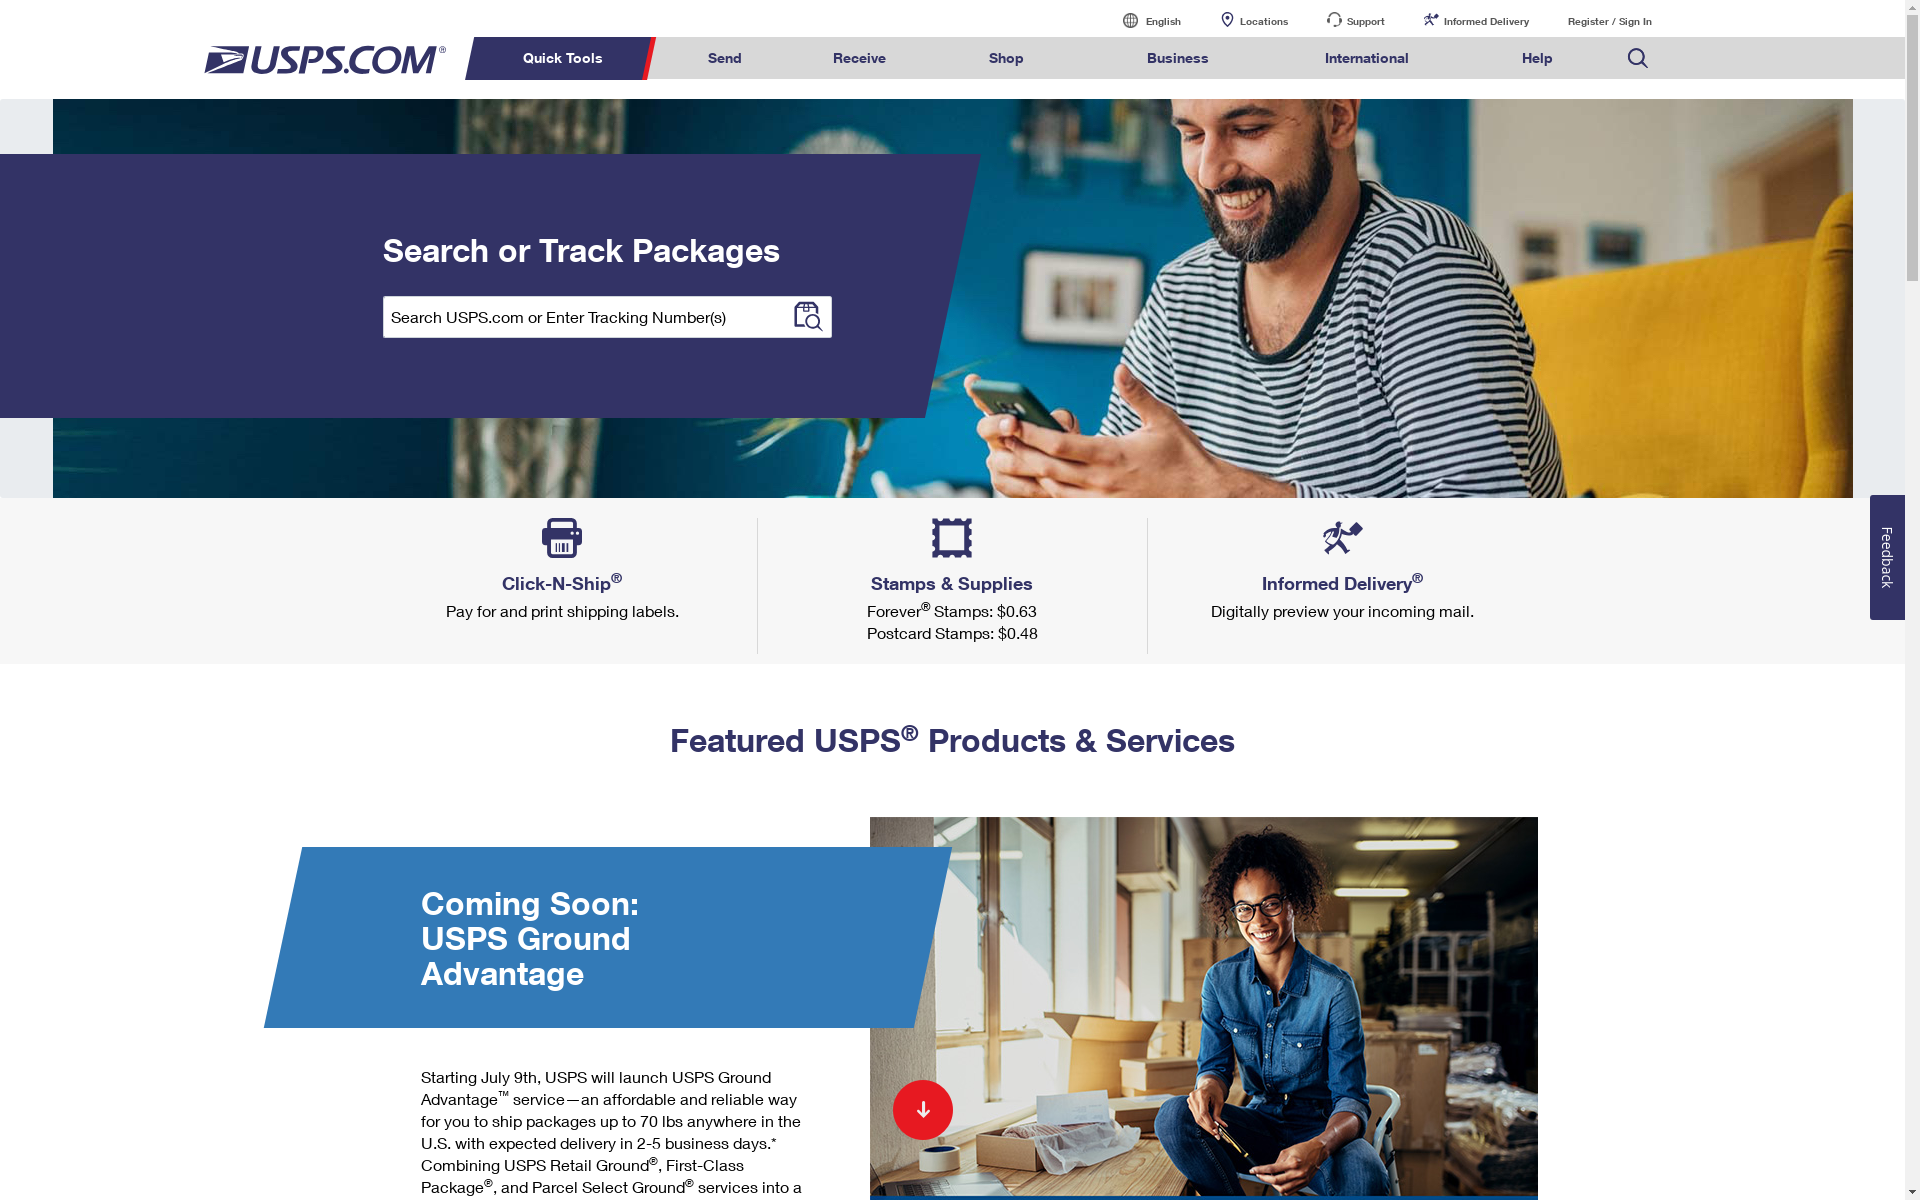 English
Locations
Support
Informed Delivery
Register / Sign In
USPS.COM®
Quick Tools
Send
Receive
Shop
Business
International
Help
Search or Track Packages
Search USPS.com or Enter Tracking Number(s)
Feedback
Click-N-Ship®
Pay for and print shipping labels.
Stamps & Supplies
Forever® Stamps: $0.63
Postcard Stamps: $0.48
Informed Delivery®
Digitally preview your incoming mail.
Featured USPS® Products & Services
Coming Soon:
USPS Ground
Advantage
Starting July 9th, USPS will launch USPS Ground
Advantage™ service—an affordable and reliable way
for you to ship packages up to 70 lbs anywhere in the
U.S. with expected delivery in 2-5 business days.*
Combining USPS Retail Ground®, First-Class
Package®, and Parcel Select Ground® services into a